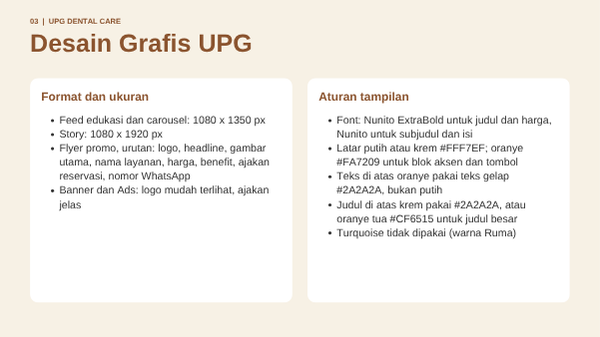 03 | UPG DENTAL CARE
Desain Grafis UPG
Format dan ukuran
• Feed edukasi dan carousel: 1080 x 1350 px
• Story: 1080 x 1920 px
• Flyer promo, urutan: logo, headline, gambar
utama, nama layanan, harga, benefit, ajakan
reservasi, nomor WhatsApp
• Banner dan Ads: logo mudah terlihat, ajakan
jelas
Aturan tampilan
• Font: Nunito ExtraBold untuk judul dan harga,
Nunito untuk subjudul dan isi
• Latar putih atau krem #FFF7EF; oranye
#FA7209 untuk blok aksen dan tombol
• Teks di atas oranye pakai teks gelap
#2A2A2A, bukan putih
• Judul di atas krem pakai #2A2A2A, atau
oranye tua #CF6515 untuk judul besar
• Turquoise tidak dipakai (warna Ruma)